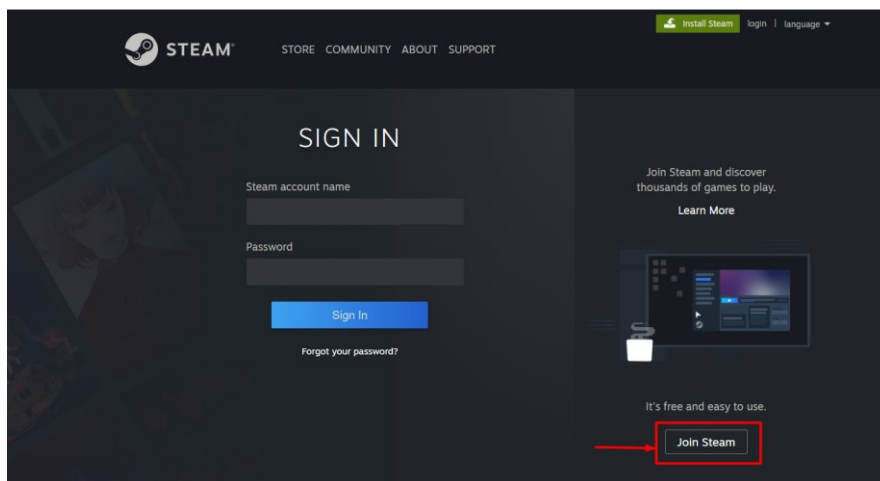 Install Steam login | language
STEAM® STORE COMMUNITY ABOUT SUPPORT
SIGN IN
Steam account name
Password
Sign In
Forgot your password?
Join Steam and discover
thousands of games to play.
Learn More
It's free and easy to use.
Join Steam